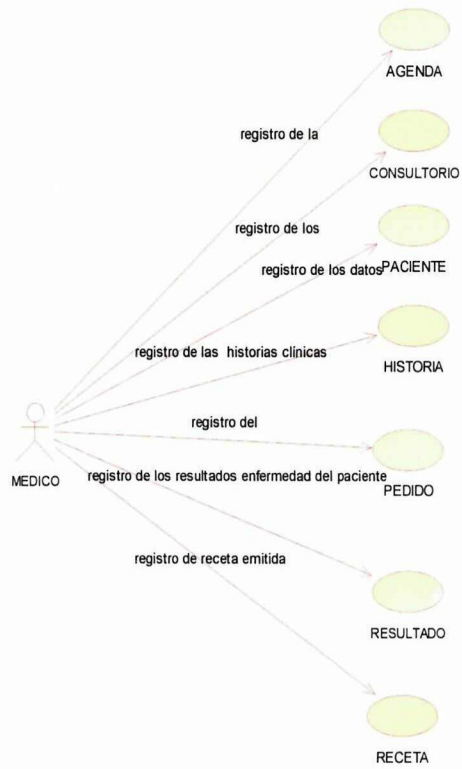 AGENDA
registro de la
CONSULTORIO
registro de los
PACIENTE
registro de los datos
registro de las historias clínicas
HISTORIA
registro del
MEDICO
registro de los resultados enfermedad del paciente
PEDIDO
registro de receta emitida
RESULTADO
RECETA